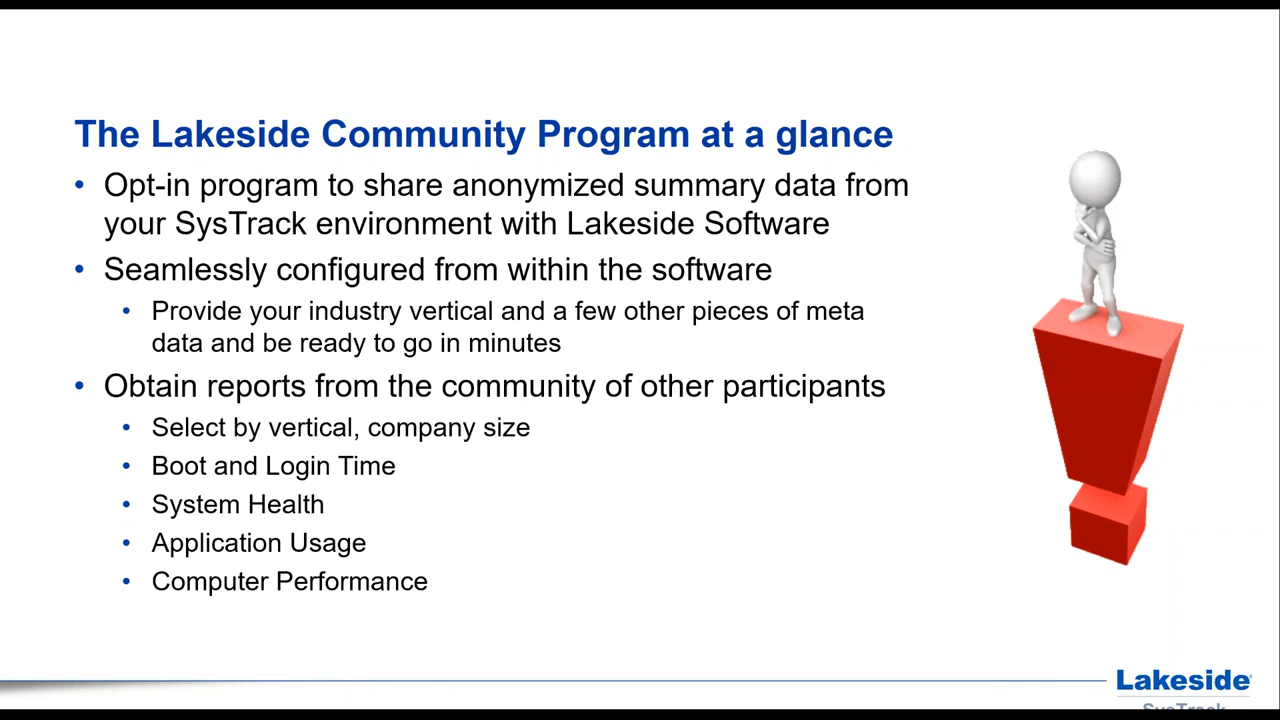 The Lakeside Community Program at a glance
• Opt-in program to share anonymized summary data from
your SysTrack environment with Lakeside Software
• Seamlessly configured from within the software
• Provide your industry vertical and a few other pieces of meta
data and be ready to go in minutes
• Obtain reports from the community of other participants
• Select by vertical, company size
• Boot and Login Time
• System Health
• Application Usage
• Computer Performance
Lakeside
SysTrack